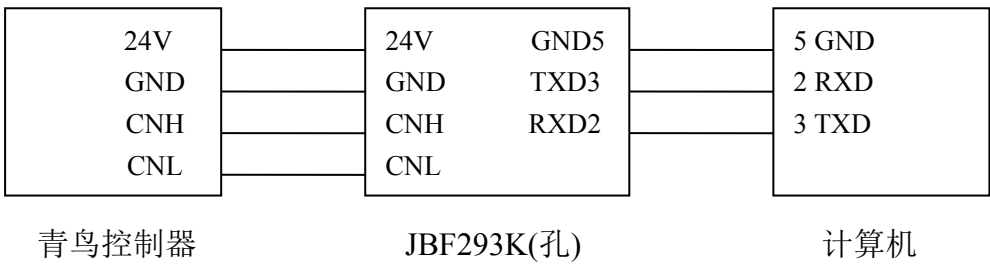 24V 24V GND5 5 GND
GND GND TXD3 2 RXD
CNH CNH RXD2 3 TXD
CNL CNL
青鸟控制器 JBF293K(孔) 计算机